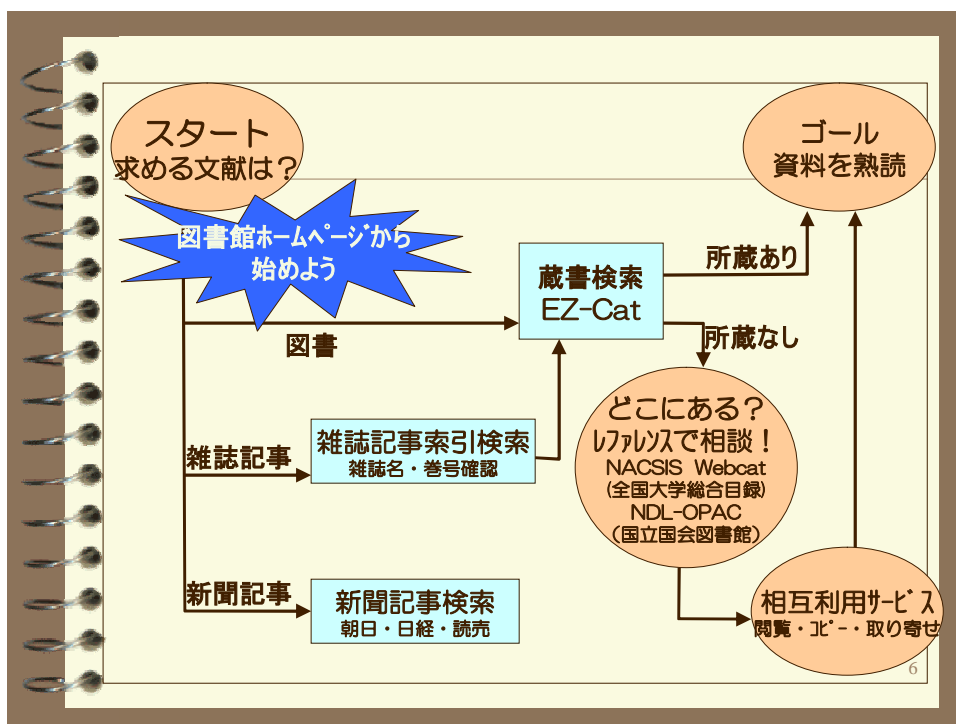 スタート
求める文献は？
図書館ﾎｰﾑﾍﾟｰｼﾞから
始めよう
ゴール
資料を熟読
蔵書検索
EZ-Cat
所蔵あり
所蔵なし
図書
どこにある？
ﾚﾌｧﾚﾝｽで相談！
NACSIS Webcat
(全国大学総合目録)
NDL-OPAC
（国立国会図書館）
雑誌記事
雑誌記事索引検索
雑誌名・巻号確認
新聞記事
新聞記事検索
朝日・日経・読売
相互利用ｻｰﾋﾞｽ
閲覧・ｺﾋﾟｰ・取り寄せ
6